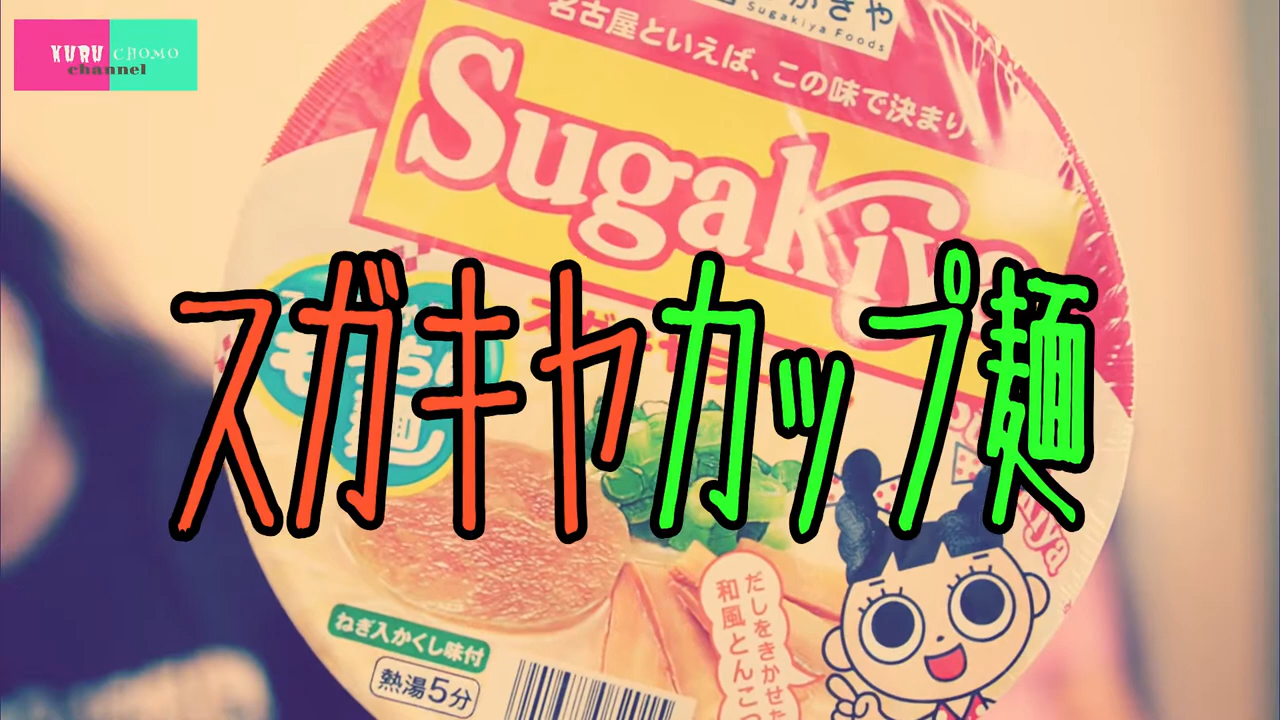 KURU CHOMO
channel
Sugakiya Foods
名古屋といえば、この味で決まり
Sugakiya
スガキヤカップ麺
ねぎ入かくし味付
熱湯5分
だしをきかせた
和風とんこつ